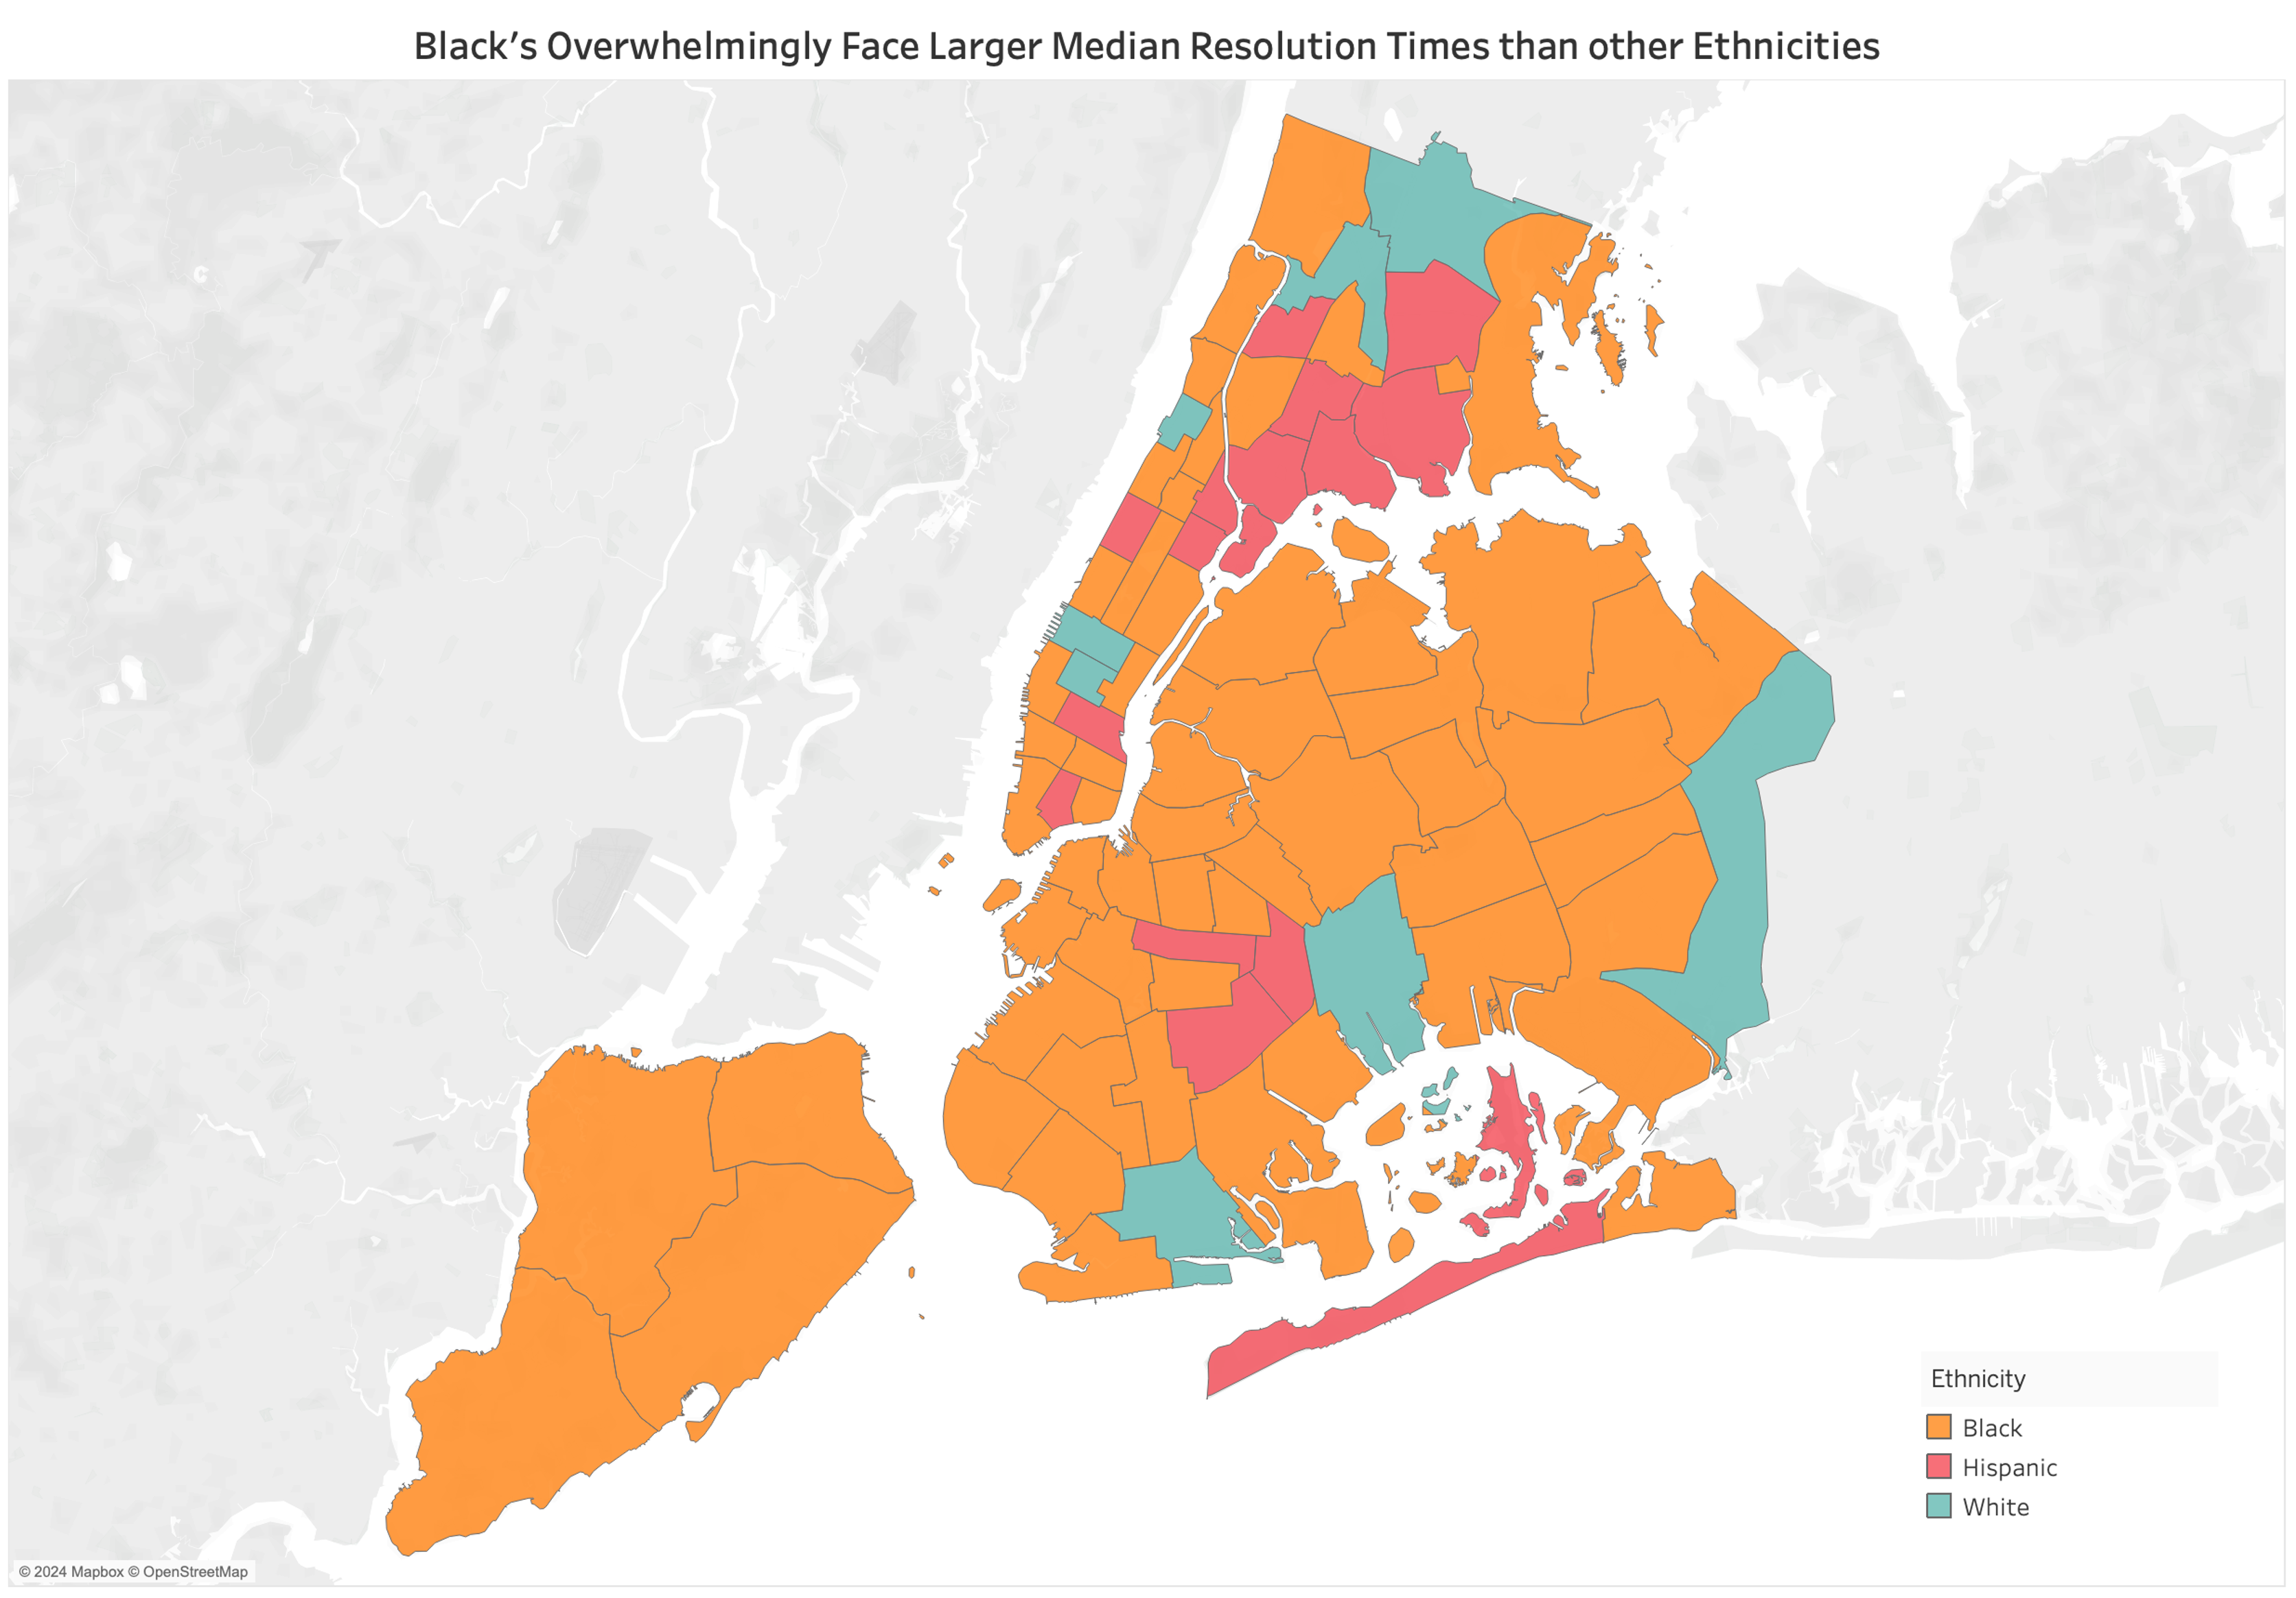 Black’s Overwhelmingly Face Larger Median Resolution Times than other Ethnicities
Ethnicity
Black
Hispanic
White
© 2024 Mapbox © OpenStreetMap